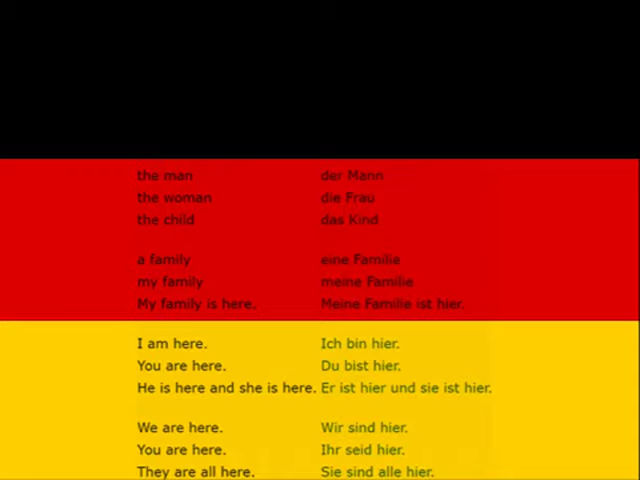 the man der Mann
the woman die Frau
the child das Kind
a family eine Familie
my family meine Familie
My family is here. Meine Familie ist hier.
I am here. Ich bin hier.
You are here. Du bist hier.
He is here and she is here. Er ist hier und sie ist hier.
We are here. Wir sind hier.
You are here. Ihr seid hier.
They are all here. Sie sind alle hier.